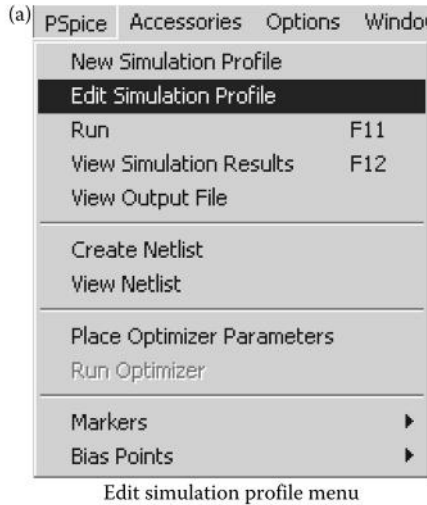 (a)
PSpice Accessories Options Windo
New Simulation Profile
Edit Simulation Profile
Run F11
View Simulation Results F12
View Output File
Create Netlist
View Netlist
Place Optimizer Parameters
Run Optimizer
Markers
Bias Points
Edit simulation profile menu